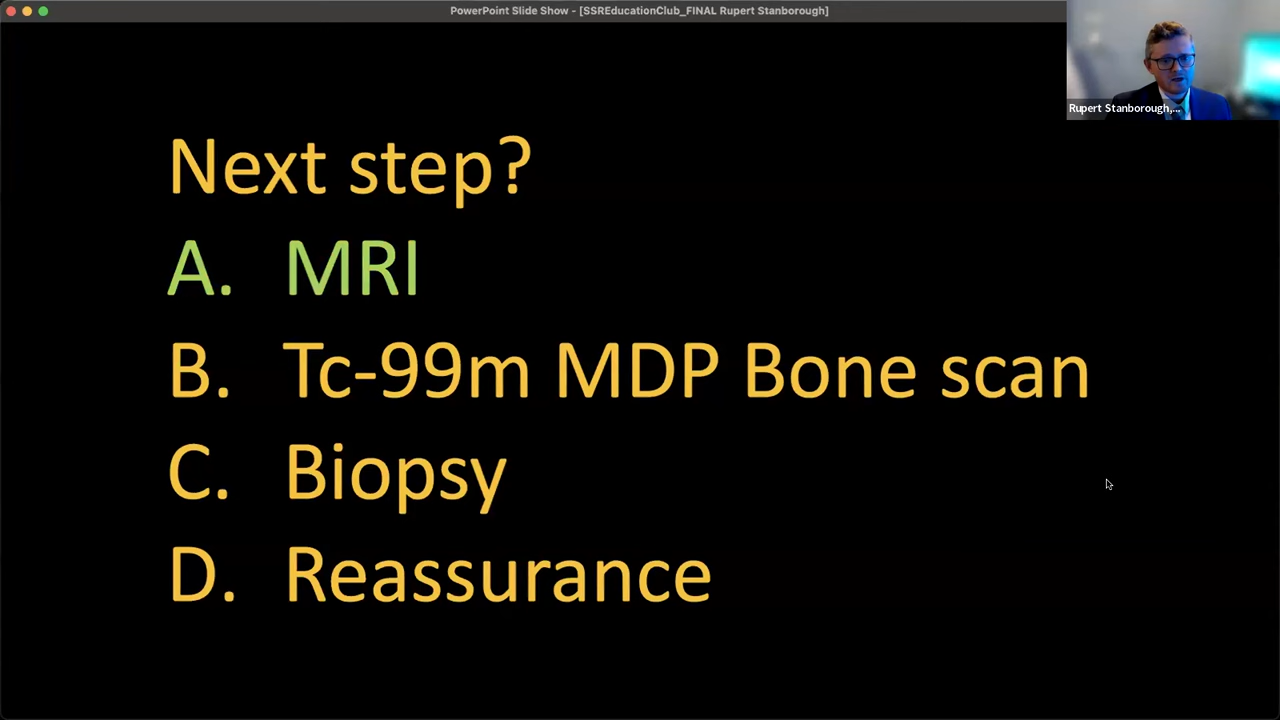 PowerPoint Slide Show - [SSREducationClub_FINAL Rupert Stanborough]
Rupert Stanborough,...
Next step?
A. MRI
B. Tc-99m MDP Bone scan
C. Biopsy
D. Reassurance